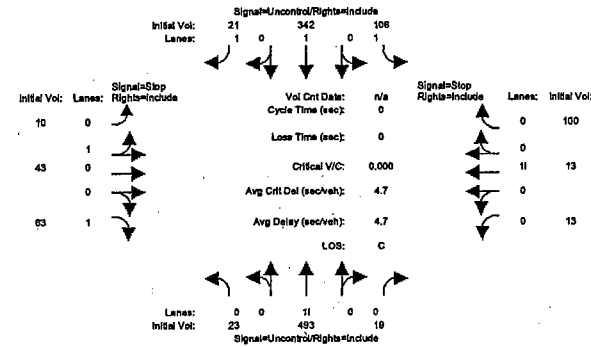 Signal=Uncontrol/Rights=Include
Initial Vol: 21 342 106
Lanes: 1 0 1 0 1
Signal=Stop
Initial Vol: Lanes: Rights=Include
Vol Cnt Date: n/a
Signal=Stop
Rights=Include Lanes: Initial Vol:
Cycle Time (sec): 0
10 0
0 100
Loss Time (sec): 0
1
0
43 0
Critical V/C: 0.000
1! 13
0
Avg Crit Del (sec/veh): 4.7
0
63 1
Avg Delay (sec/veh): 4.7
0 13
LOS: C
Lanes: 0 0 1! 0 0
Initial Vol: 23 493 19
Signal=Uncontrol/Rights=Include